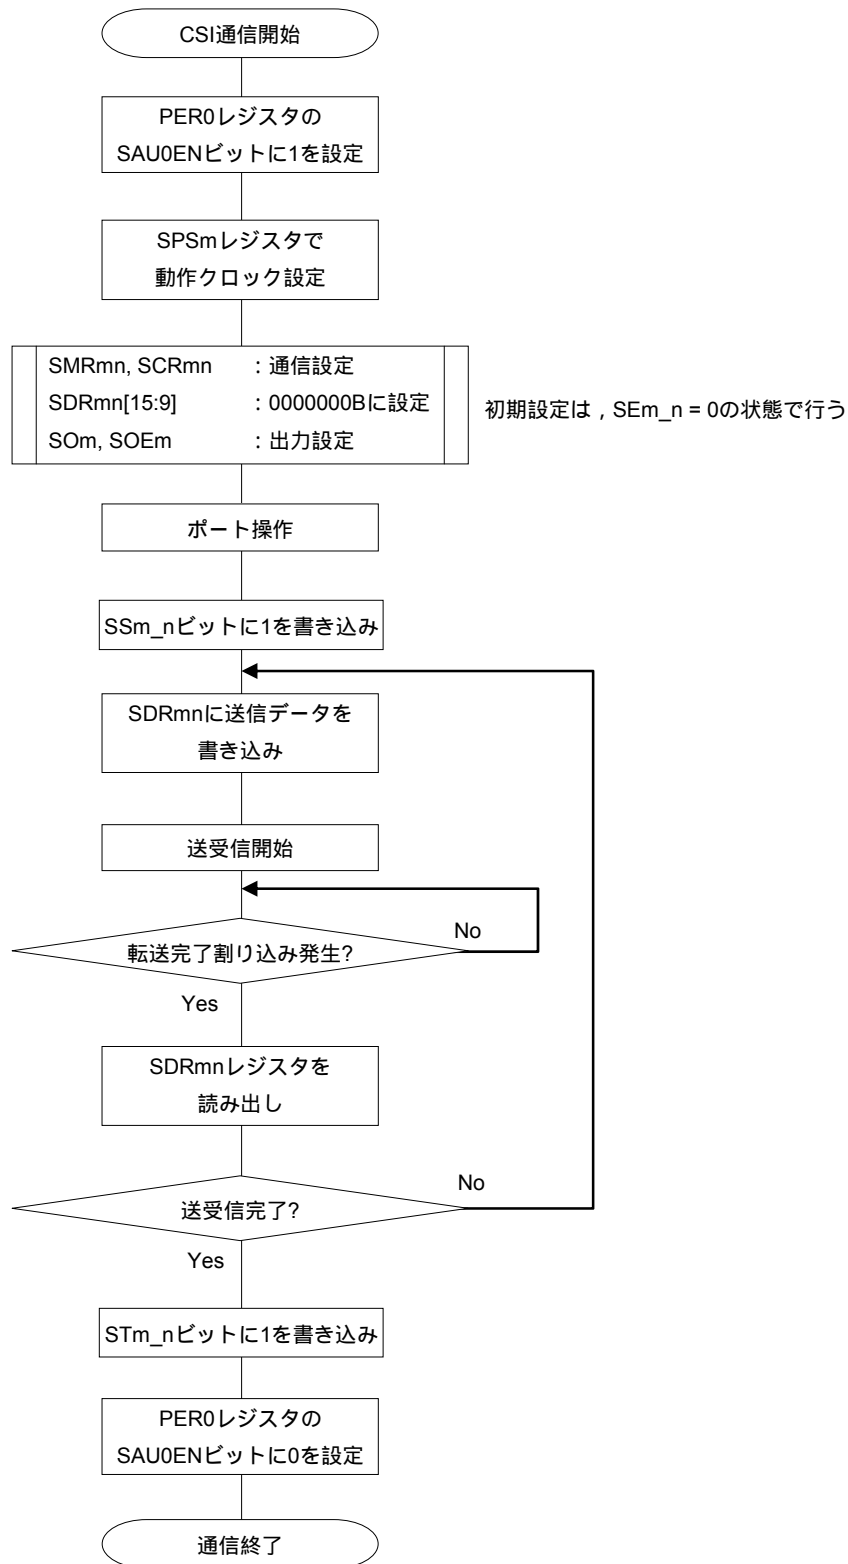 CSI通信開始
PER0レジスタの
SAU0ENビットに1を設定
SPSmレジスタで
動作クロック設定
SMRmn, SCRmn ：通信設定
SDRmn[15:9] ：0000000Bに設定
SOm, SOEm ：出力設定
初期設定は，SEm_n = 0の状態で行う
ポート操作
SSm_nビットに1を書き込み
SDRmnに送信データを
書き込み
送受信開始
転送完了割り込み発生?
No
Yes
SDRmnレジスタを
読み出し
送受信完了?
No
Yes
STm_nビットに1を書き込み
PER0レジスタの
SAU0ENビットに0を設定
通信終了